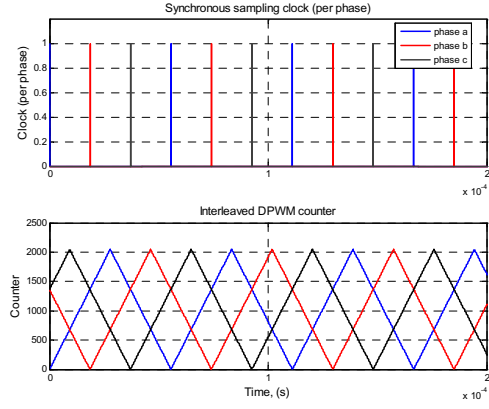 Synchronous sampling clock (per phase)
Clock (per phase)
1
0.8
0.6
0.4
0.2
0
phase a
phase b
phase c
0 1 2
x 10⁻⁴
Interleaved DPWM counter
Counter
2500
2000
1500
1000
500
0
0 1 2
Time, (s)
x 10⁻⁴